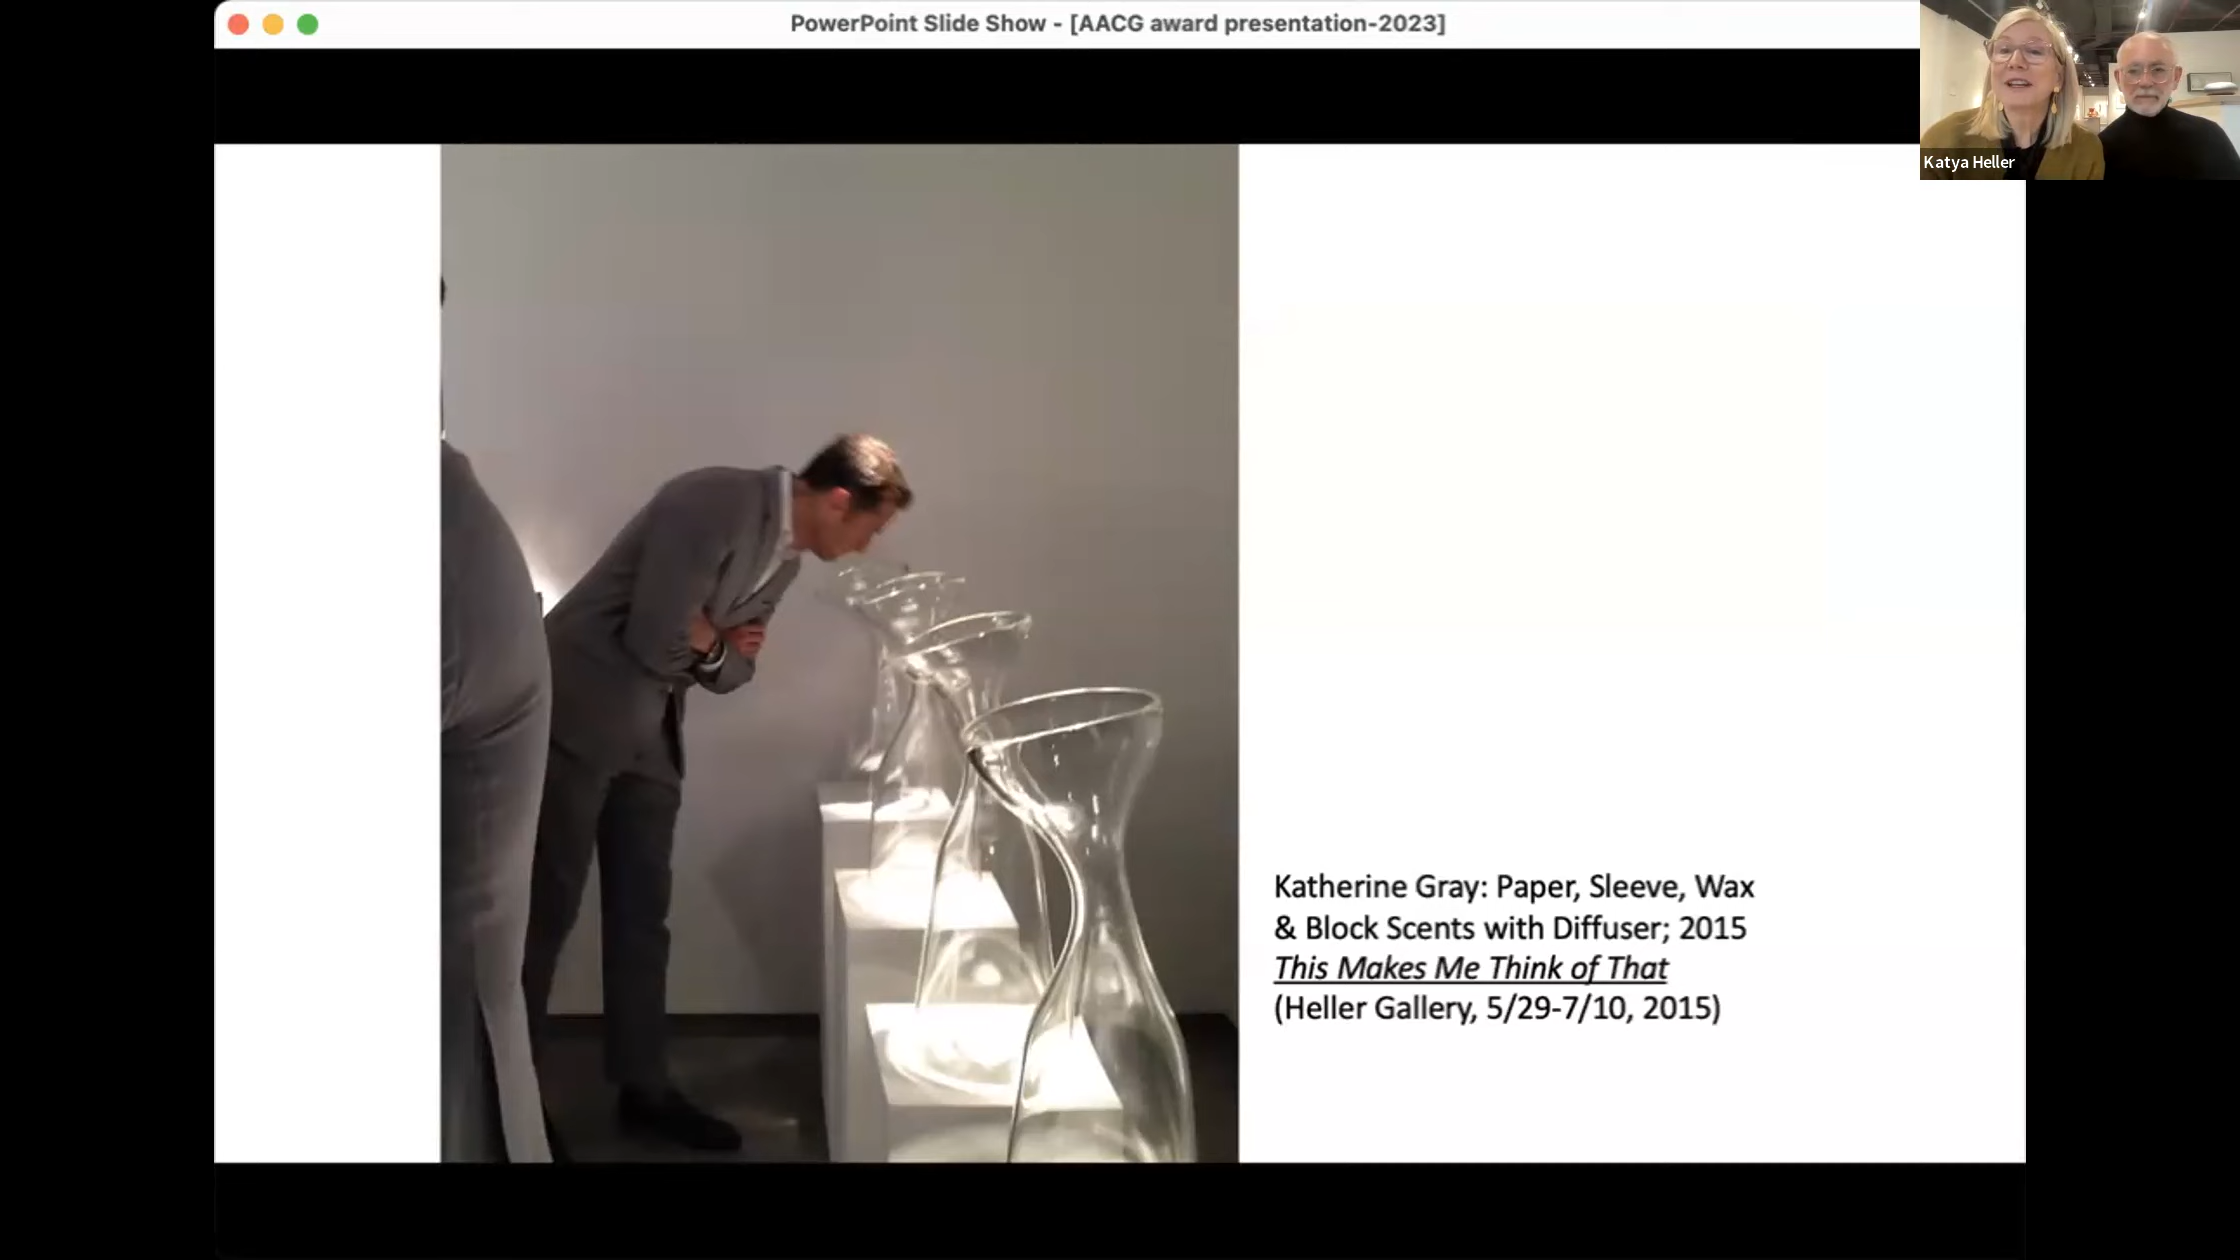 PowerPoint Slide Show - [AACG award presentation-2023]
Katya Heller
Katherine Gray: Paper, Sleeve, Wax
& Block Scents with Diffuser; 2015
This Makes Me Think of That
(Heller Gallery, 5/29-7/10, 2015)